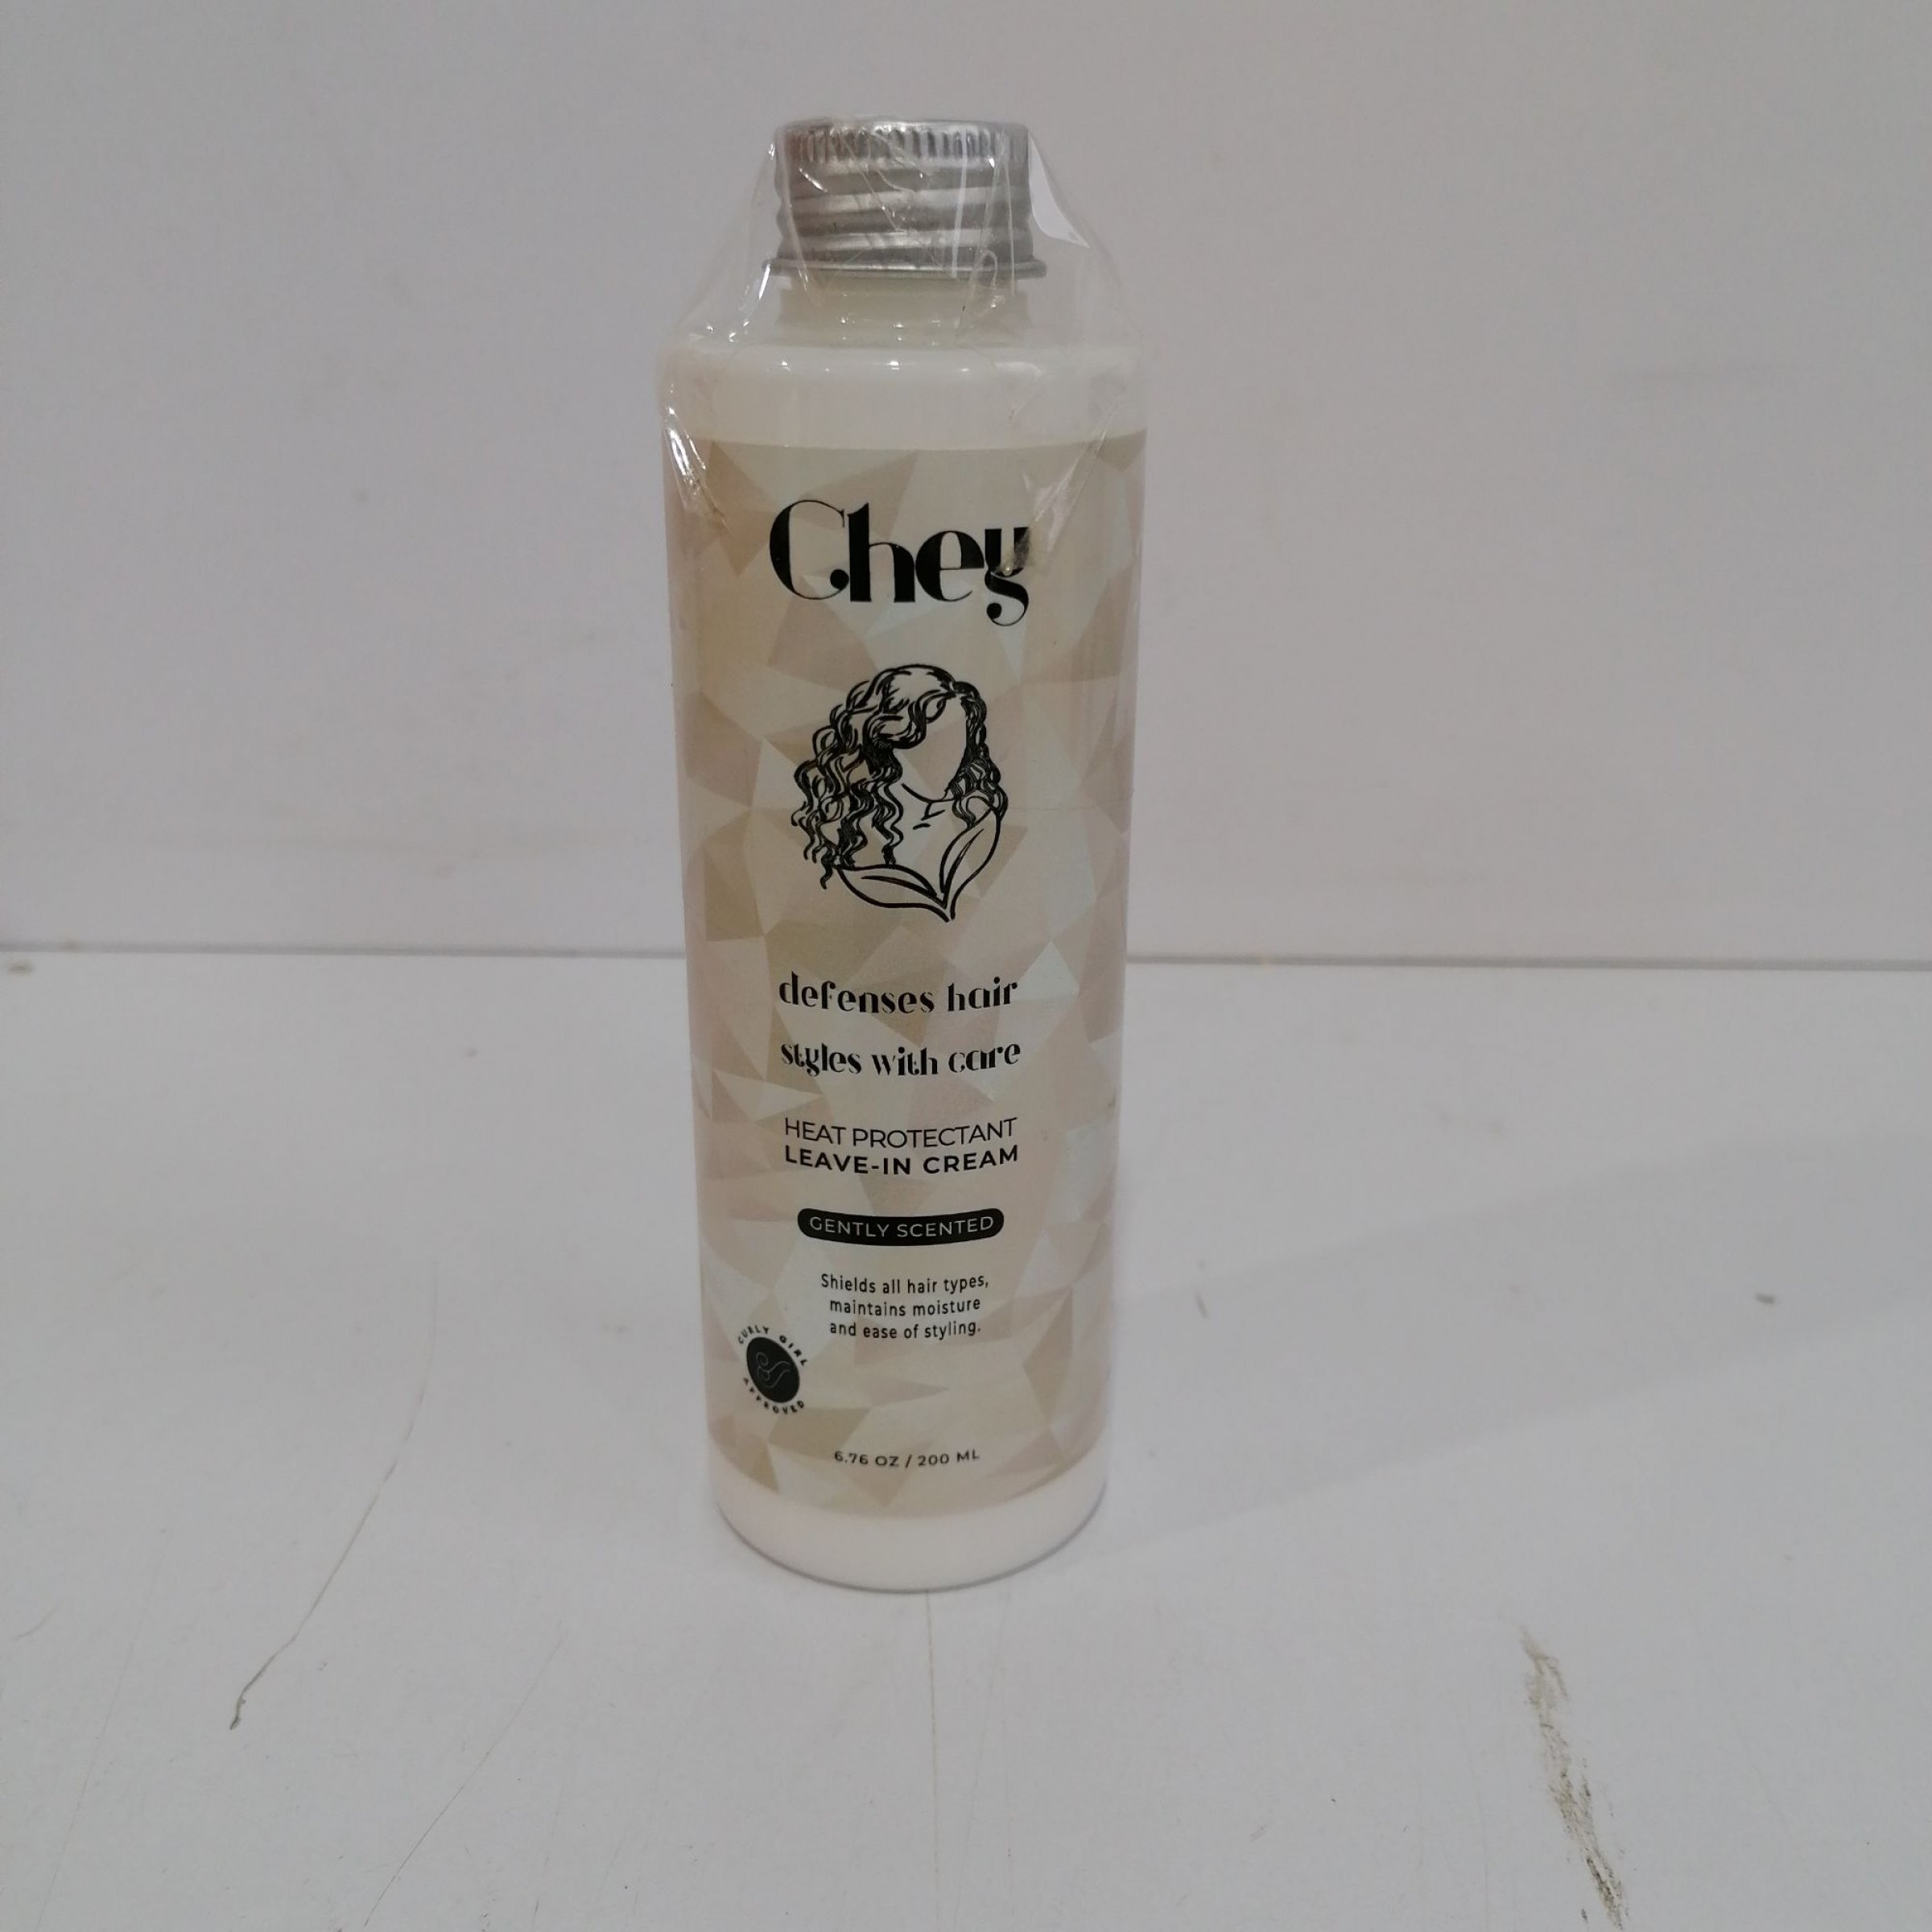 Chey
defenses hair
styles with care
HEAT PROTECTANT
LEAVE-IN CREAM
GENTLY SCENTED
Shields all hair types,
maintains moisture
and ease of styling.
CURLY GIRL
APPROVED
6.76 OZ / 200 ML